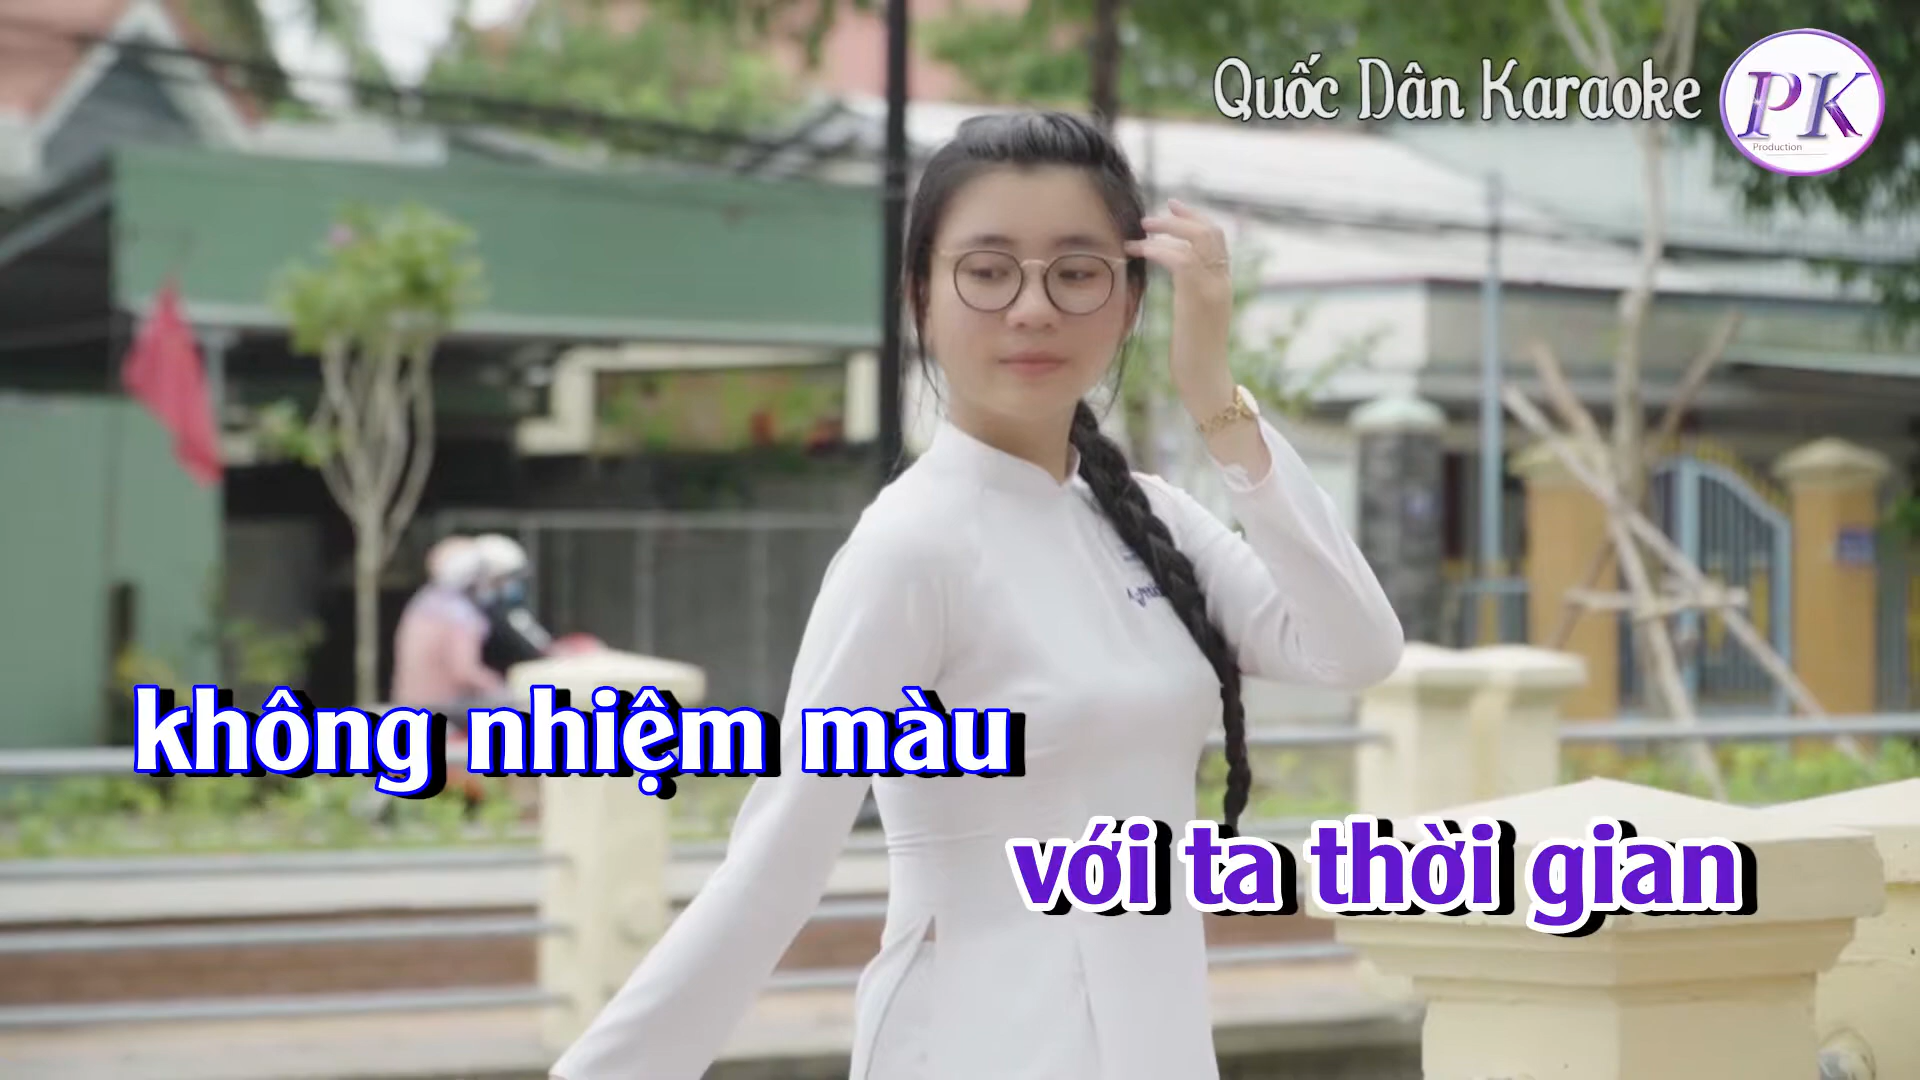 Quốc Dân Karaoke
PK
Production
không nhiệm màu
với ta thời gian